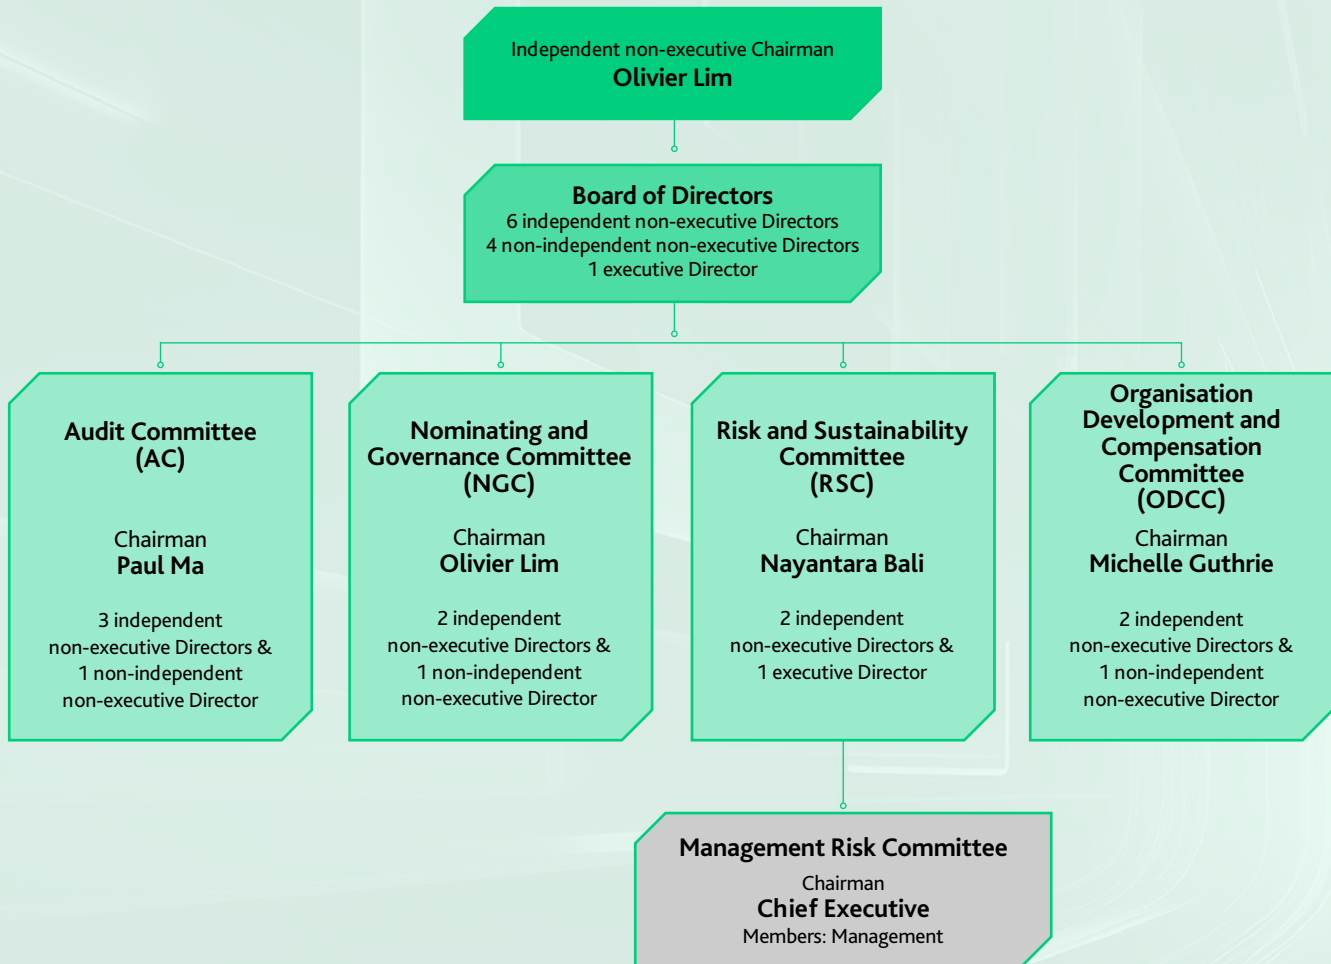 Independent non-executive Chairman
Olivier Lim
Board of Directors
6 independent non-executive Directors
4 non-independent non-executive Directors
1 executive Director
Audit Committee
(AC)
Chairman
Paul Ma
3 independent
non-executive Directors &
1 non-independent
non-executive Director
Nominating and
Governance Committee
(NGC)
Chairman
Olivier Lim
2 independent
non-executive Directors &
1 non-independent
non-executive Director
Risk and Sustainability
Committee
(RSC)
Chairman
Nayantara Bali
2 independent
non-executive Directors &
1 executive Director
Organisation
Development and
Compensation
Committee
(ODCC)
Chairman
Michelle Guthrie
2 independent
non-executive Directors &
1 non-independent
non-executive Director
Management Risk Committee
Chairman
Chief Executive
Members: Management